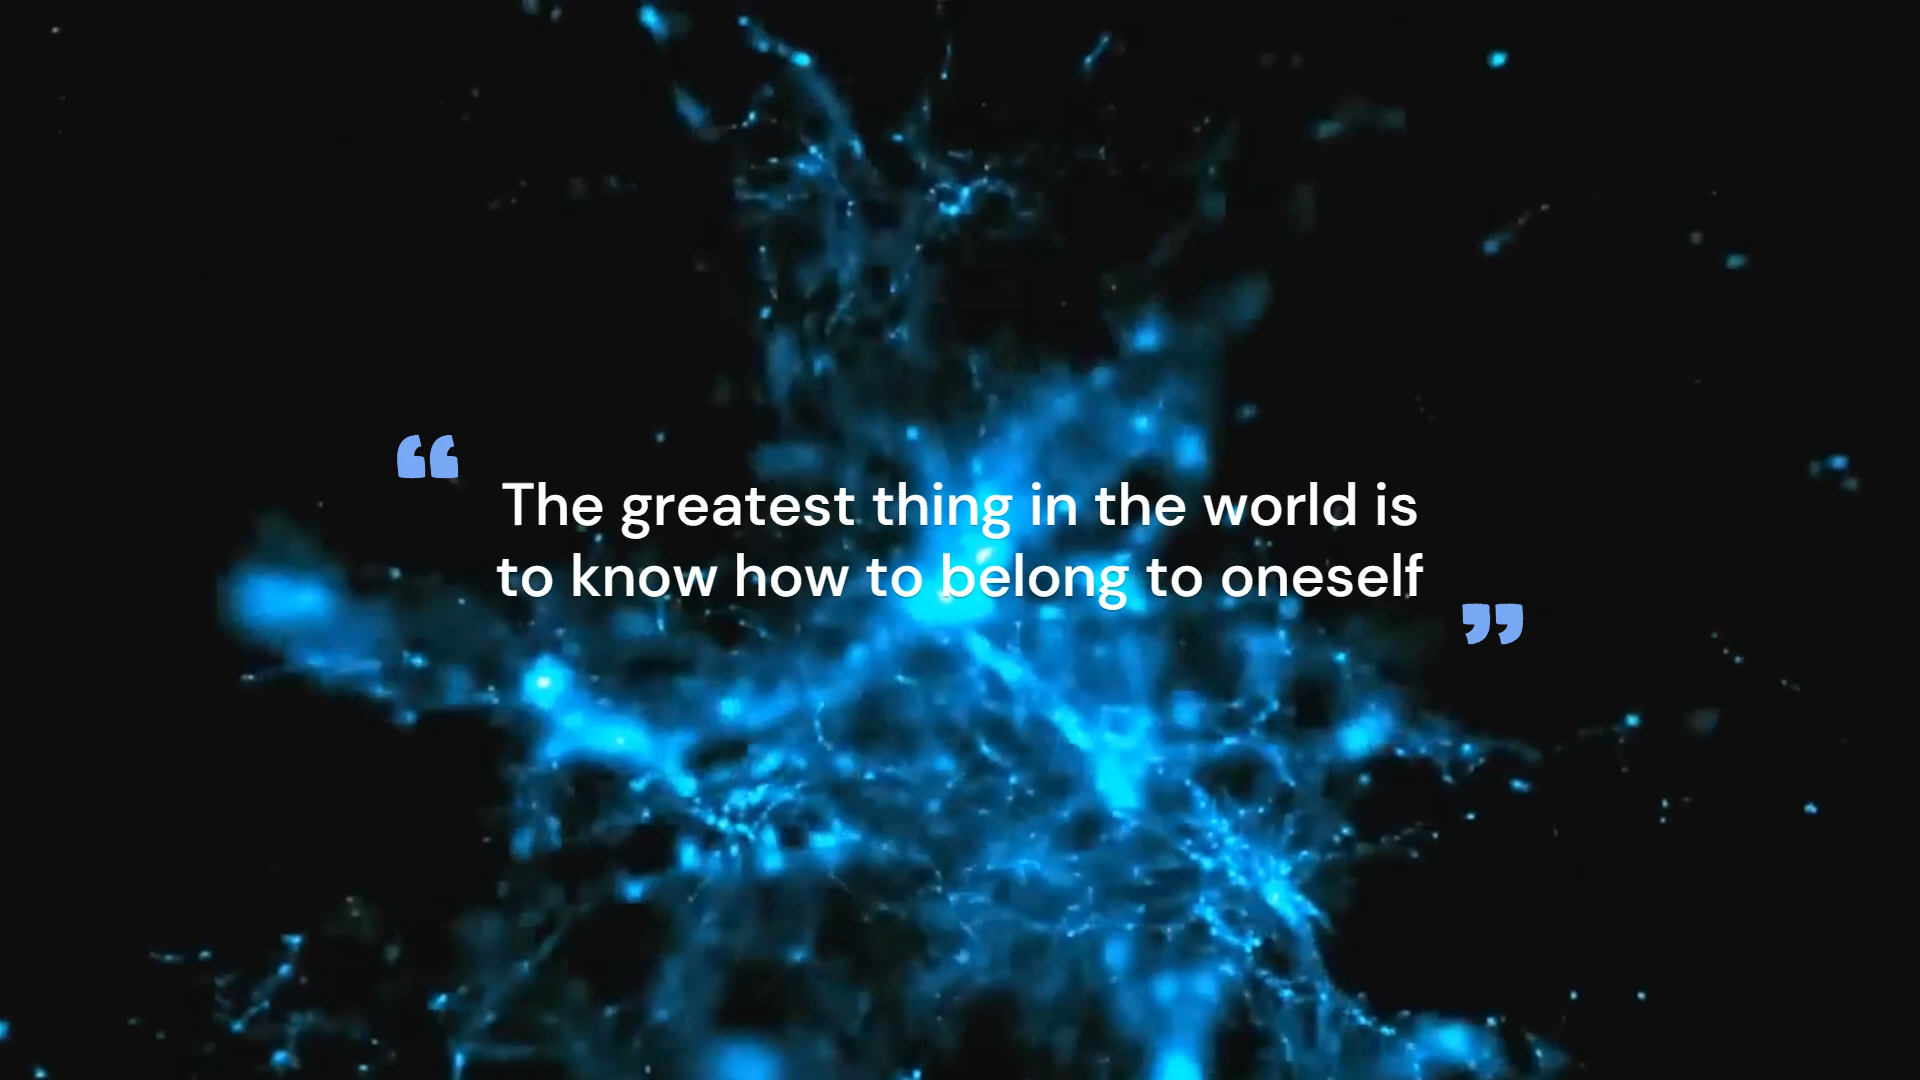 “The greatest thing in the world is
to know how to belong to oneself”